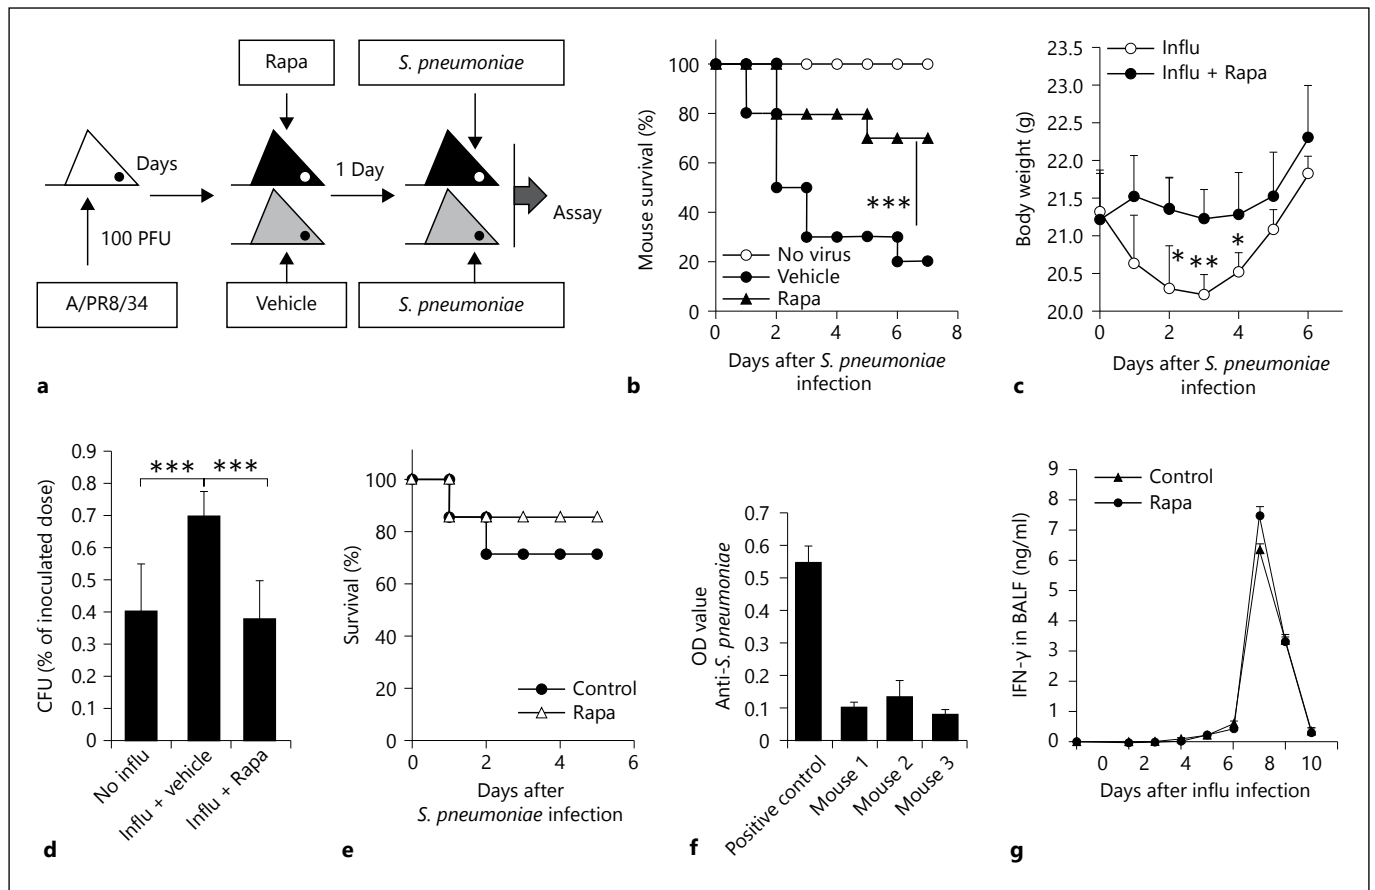 Rapa
S. pneumoniae
Days
1 Day
100 PFU
Assay
A/PR8/34
Vehicle
S. pneumoniae
a
Mouse survival (%)
100
80
60
40
20
0
***
No virus
Vehicle
Rapa
0 2 4 6 8
Days after S. pneumoniae
infection
b
Body weight (g)
23.5
23.0
22.5
22.0
21.5
21.0
20.5
20.0
Influ
Influ + Rapa
* ** *
0 2 4 6
Days after S. pneumoniae
infection
c
CFU (% of inoculated dose)
0.9
0.8
0.7
0.6
0.5
0.4
0.3
0.2
0.1
0
*** ***
No influ
Influ + vehicle
Influ + Rapa
d
Survival (%)
100
80
60
40
20
0
Control
Rapa
0 2 4 6
Days after
S. pneumoniae infection
e
OD value
Anti-S. pneumoniae
0.7
0.6
0.5
0.4
0.3
0.2
0.1
0
Positive control
Mouse 1
Mouse 2
Mouse 3
f
IFN-γ in BALF (ng/ml)
9
8
7
6
5
4
3
2
1
0
Control
Rapa
0 2 4 6 8 10
Days after influ infection
g